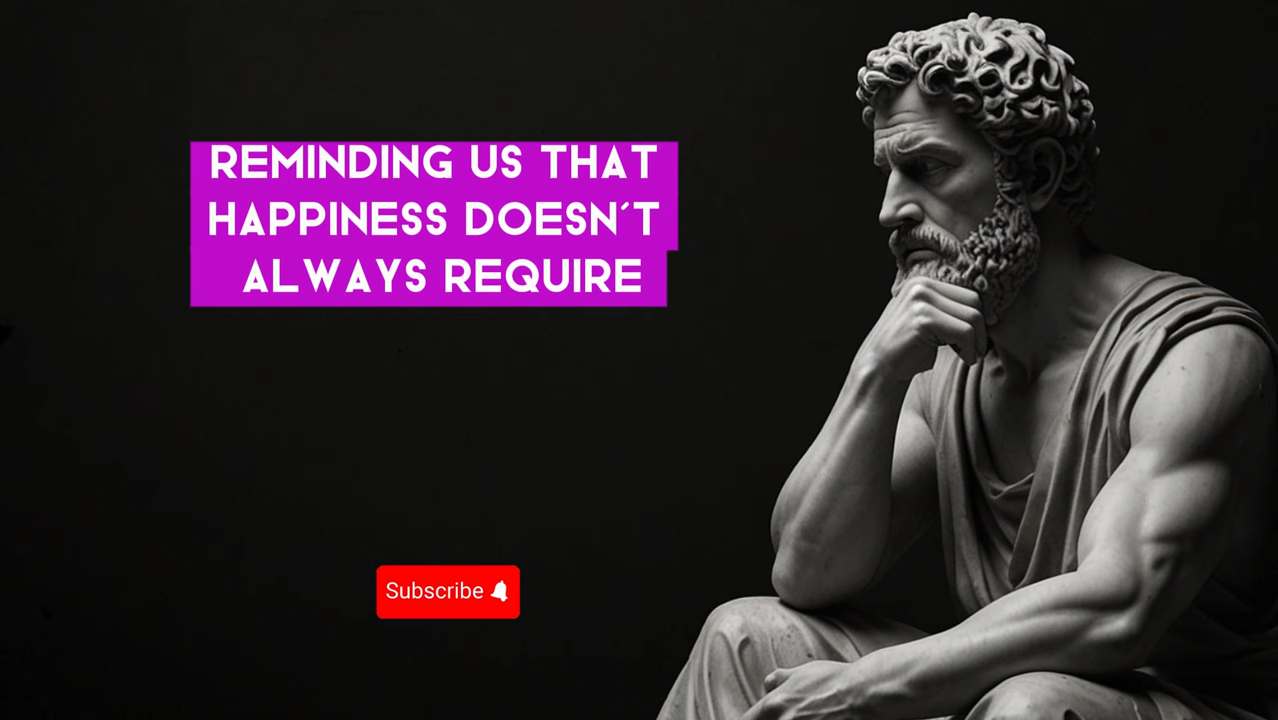 REMINDING US THAT
HAPPINESS DOESN´T
ALWAYS REQUIRE
Subscribe